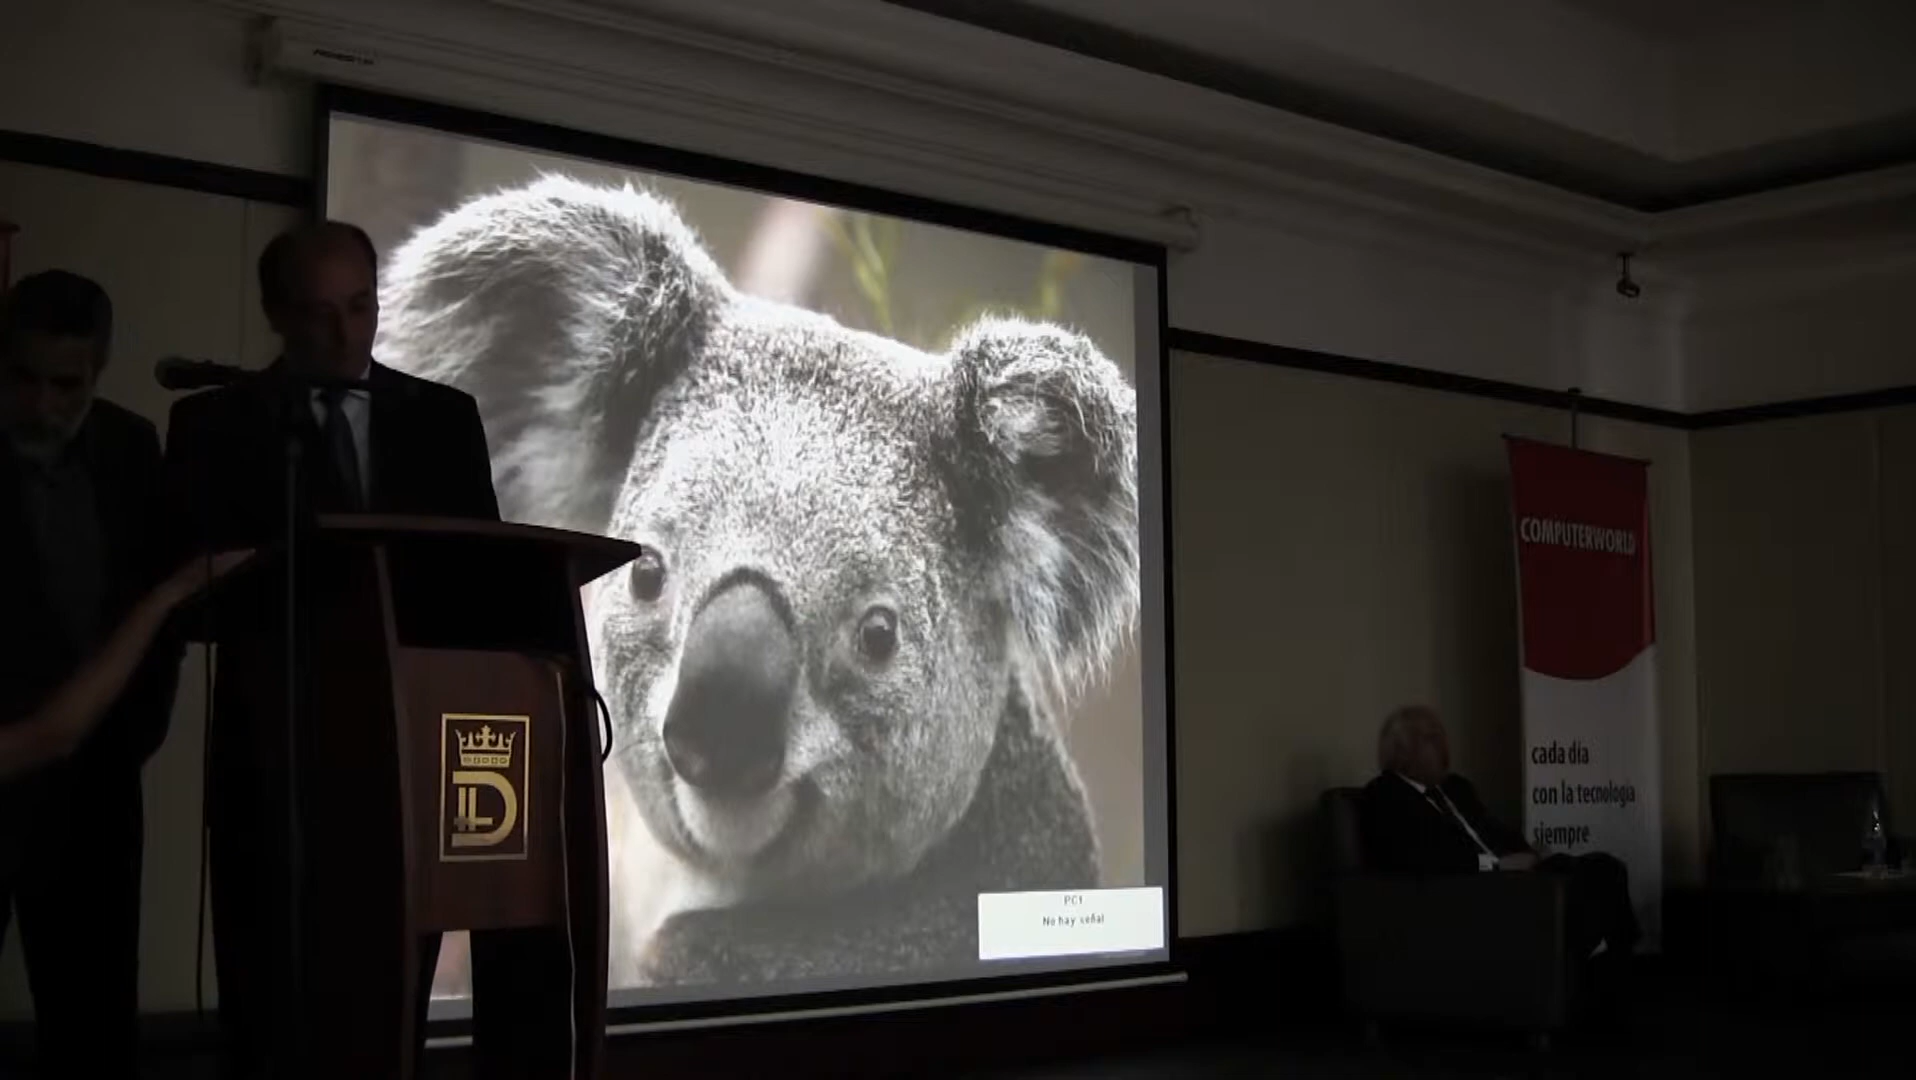 COMPUTERWORLD
cada día
con la tecnología
siempre
PC1
No hay señal